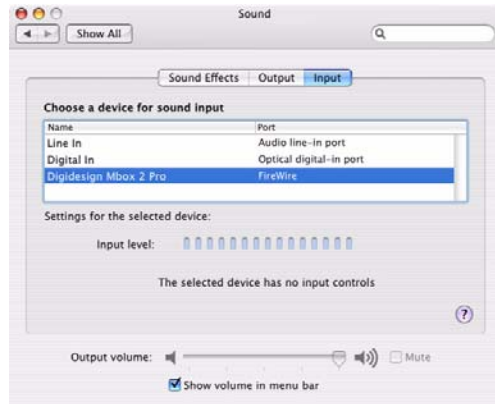 Sound
Show All
Sound Effects Output Input
Choose a device for sound input
Name Port
Line In Audio line-in port
Digital In Optical digital-in port
Digidesign Mbox 2 Pro FireWire
Settings for the selected device:
Input level:
The selected device has no input controls
?
Output volume: Mute
Show volume in menu bar